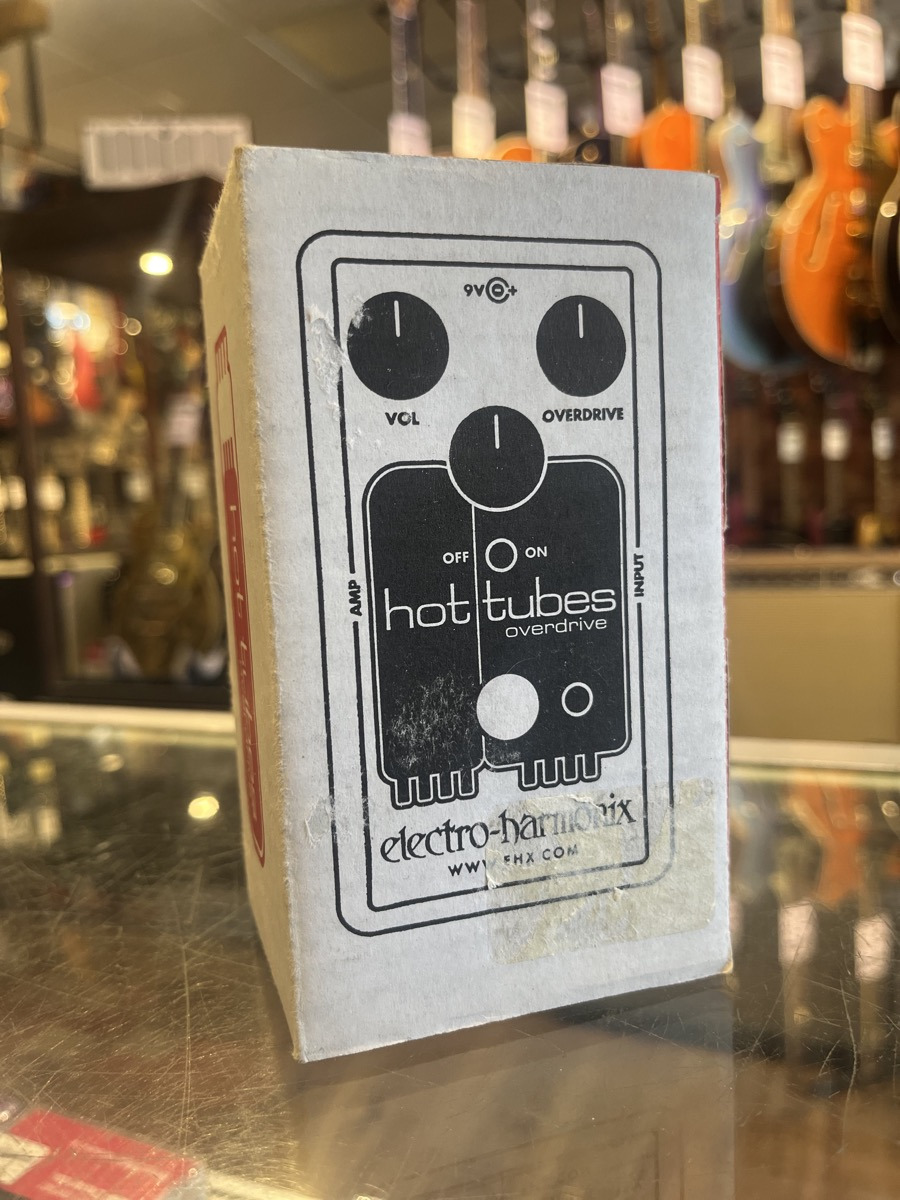 9V +
VOL
OVERDRIVE
OFF ON
AMP
INPUT
hot tubes
overdrive
electro-harmonix
WWW.EHX.COM